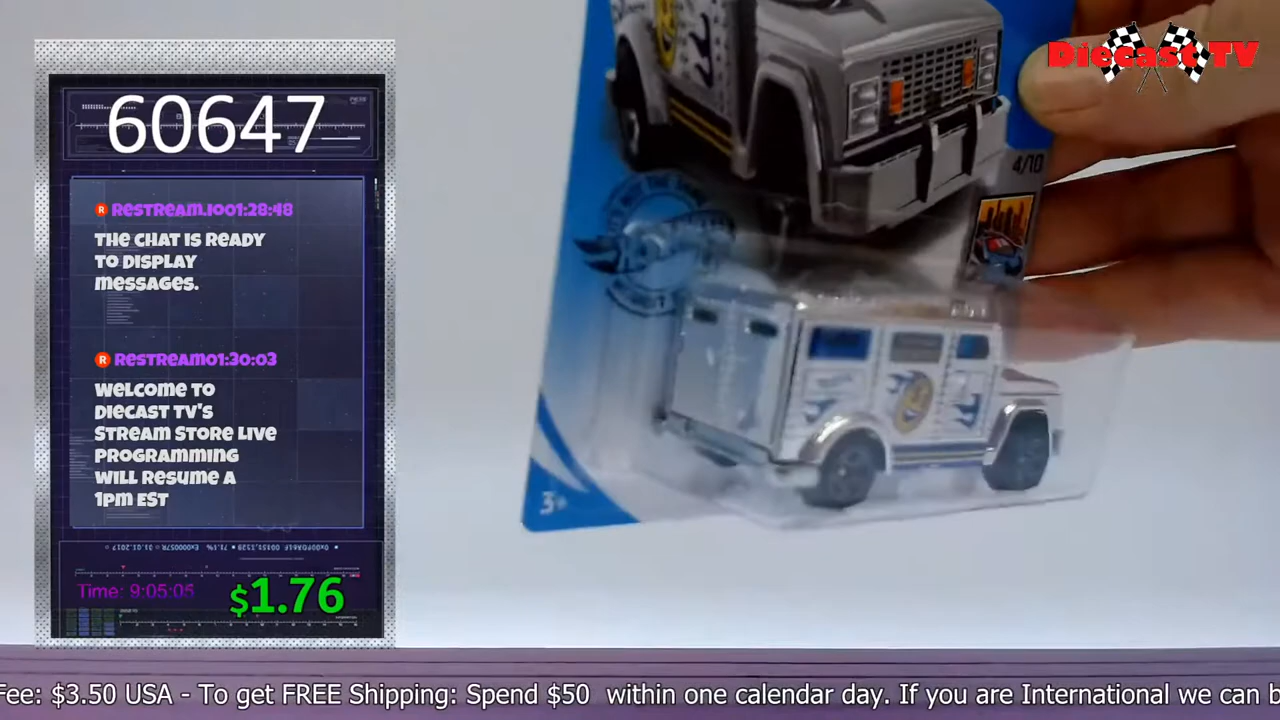 Diecast TV
60647
Restream.io01:28:48
THE CHAT IS READY
TO DISPLAY
MESSAGES.
Restream01:30:03
WELCOME TO
DIECAST TV'S
STREAM STORE LIVE
PROGRAMMING
WILL RESUME A
1PM EST
Time: 9:05:05
$1.76
4/10
3+
Fee: $3.50 USA - To get FREE Shipping: Spend $50 within one calendar day. If you are International we can b